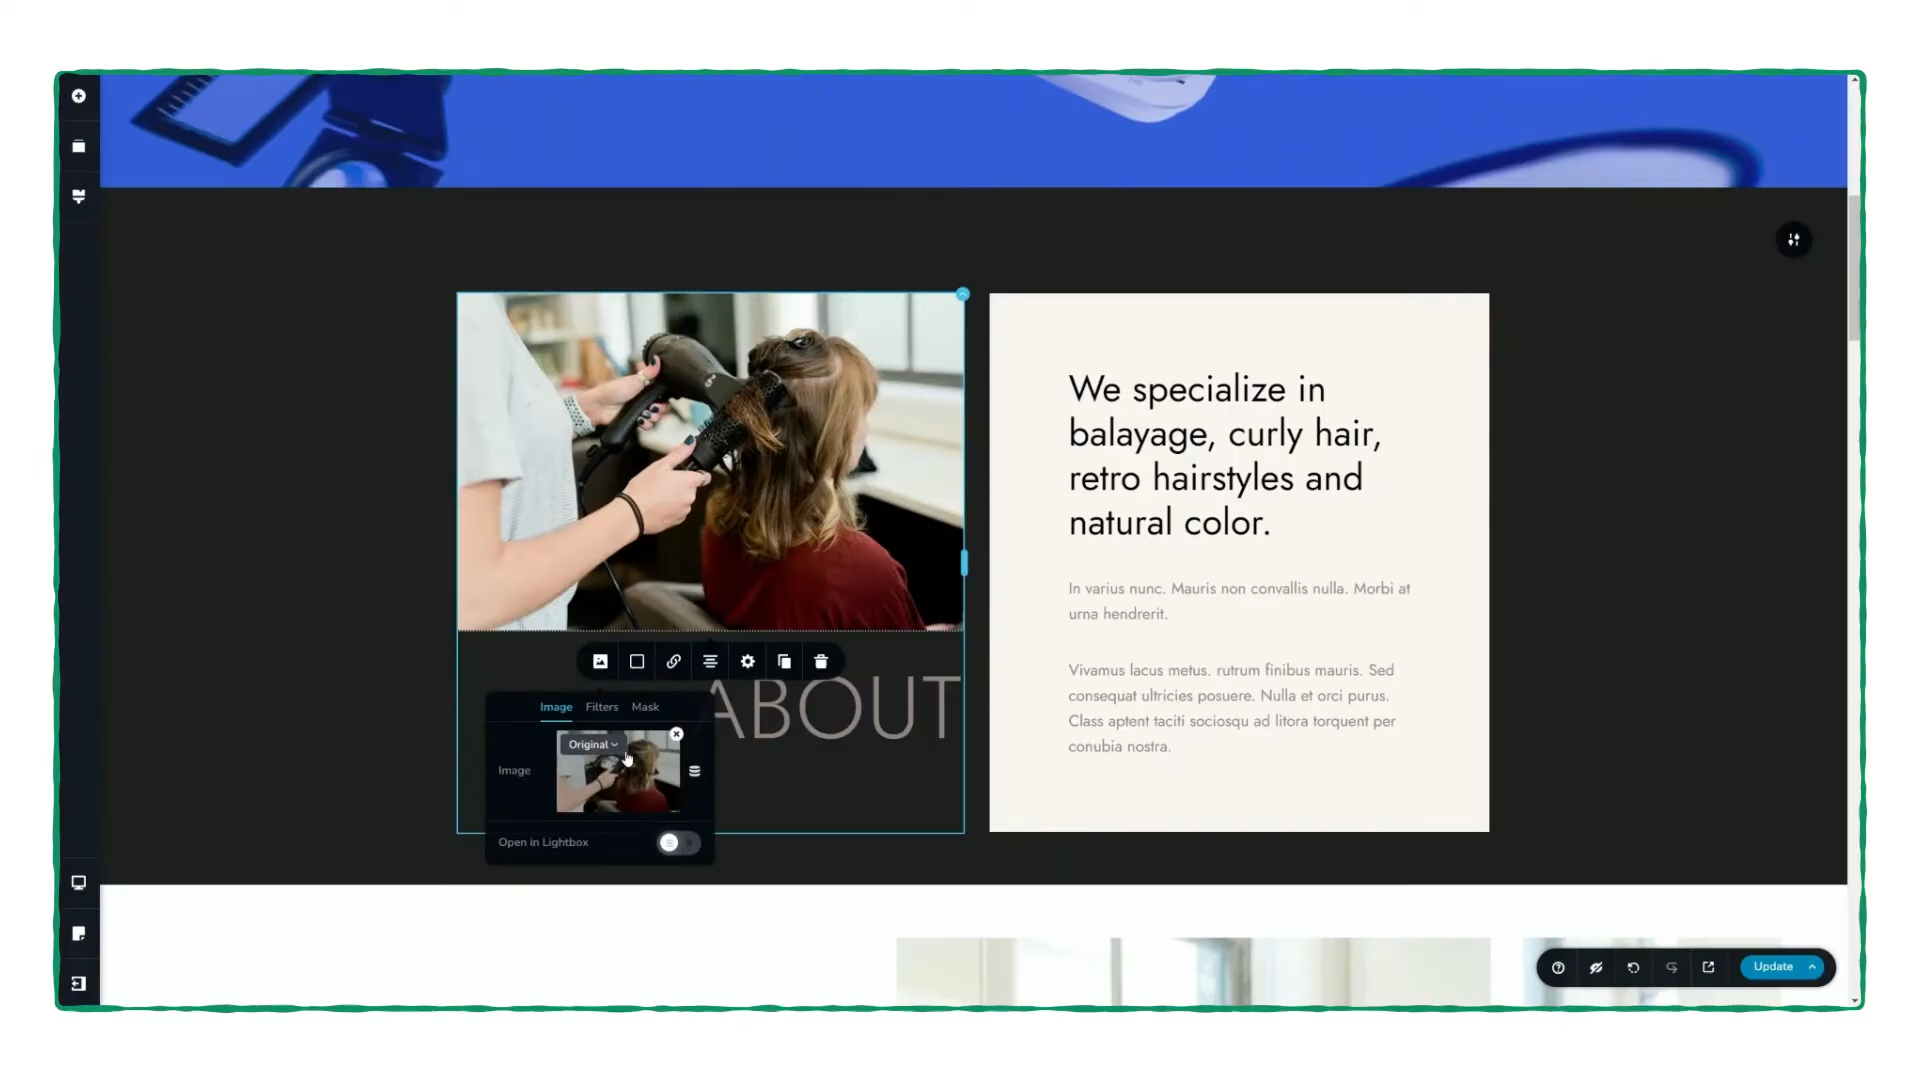 We specialize in
balayage, curly hair,
retro hairstyles and
natural color.
In varius nunc. Mauris non convallis nulla. Morbi at
urna hendrerit.
Vivamus lacus metus. rutrum finibus mauris. Sed
consequat ultricies posuere. Nulla et orci purus.
Class aptent taciti sociosqu ad litora torquent per
conubia nostra.
ABOUT
Image
Filters
Mask
Original
Image
Open in Lightbox
Update